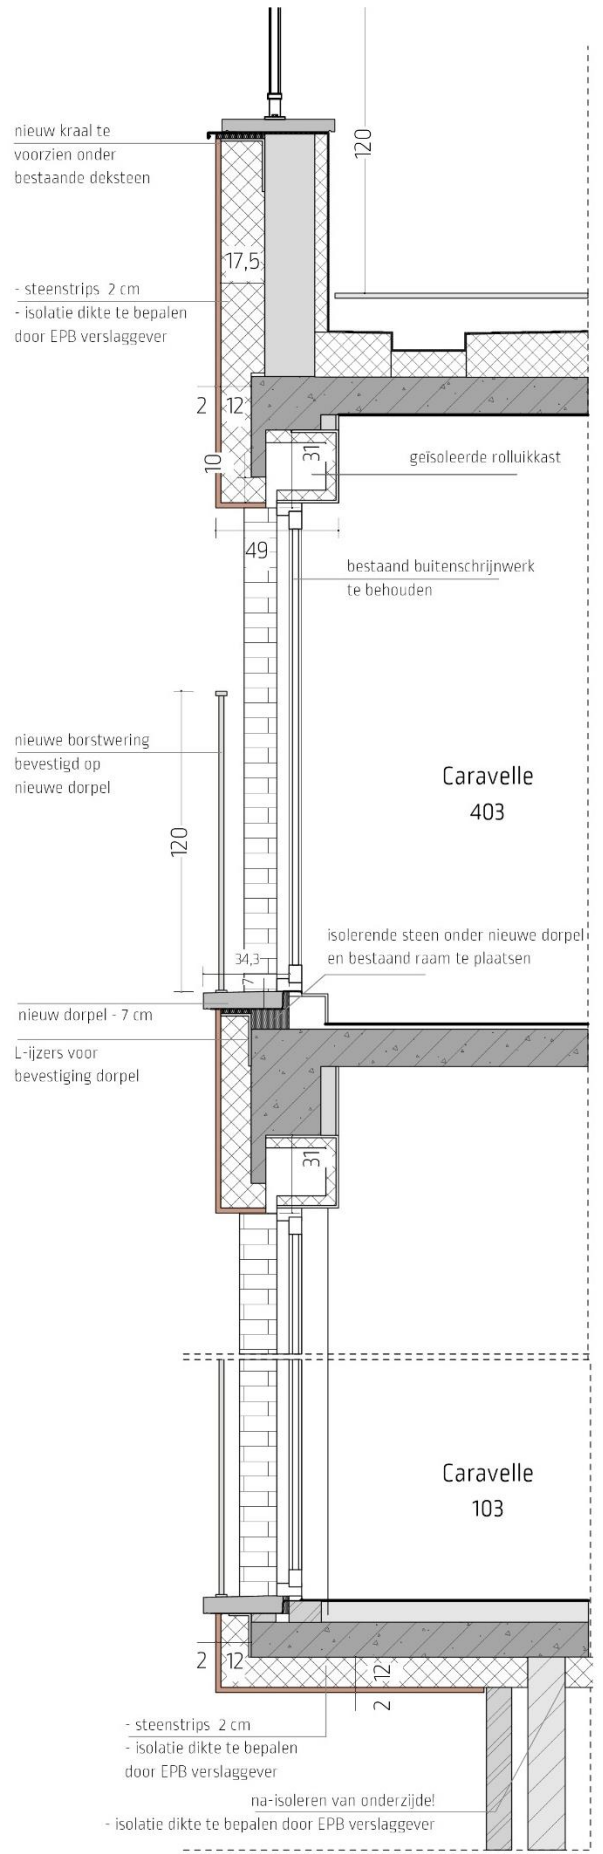 120
nieuw kraal te
voorzien onder
bestaande deksteen
17,5
- steenstrips 2 cm
- isolatie dikte te bepalen
door EPB verslaggever
2 12
10
31
geïsoleerde rolluikkast
49
bestaand buitenschrijnwerk
te behouden
nieuwe borstwering
bevestigd op
nieuwe dorpel
120
Caravelle
403
isolerende steen onder nieuwe dorpel
en bestaand raam te plaatsen
34,3
7
nieuw dorpel - 7 cm
L-ijzers voor
bevestiging dorpel
31
Caravelle
103
2 12
12
2
- steenstrips 2 cm
- isolatie dikte te bepalen
door EPB verslaggever
na-isoleren van onderzijde!
- isolatie dikte te bepalen door EPB verslaggever